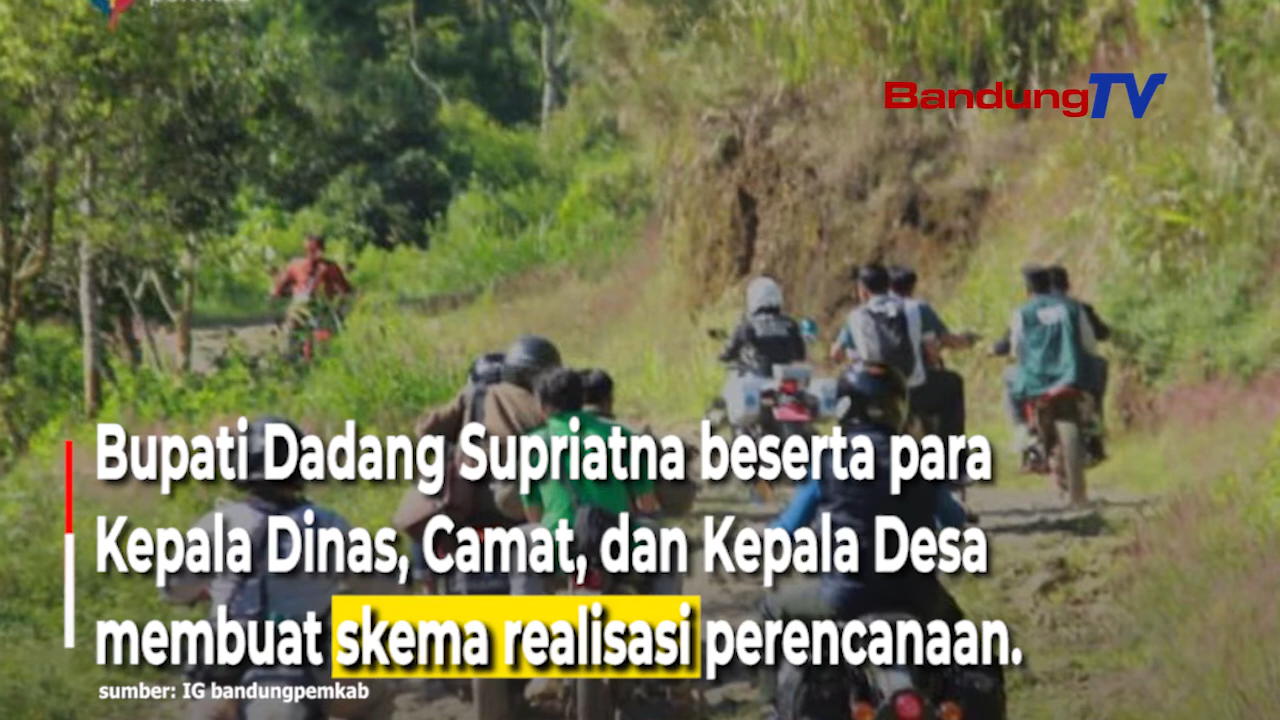 BandungTV
Bupati Dadang Supriatna beserta para
Kepala Dinas, Camat, dan Kepala Desa
membuat skema realisasi perencanaan.
sumber: IG bandungpemkab